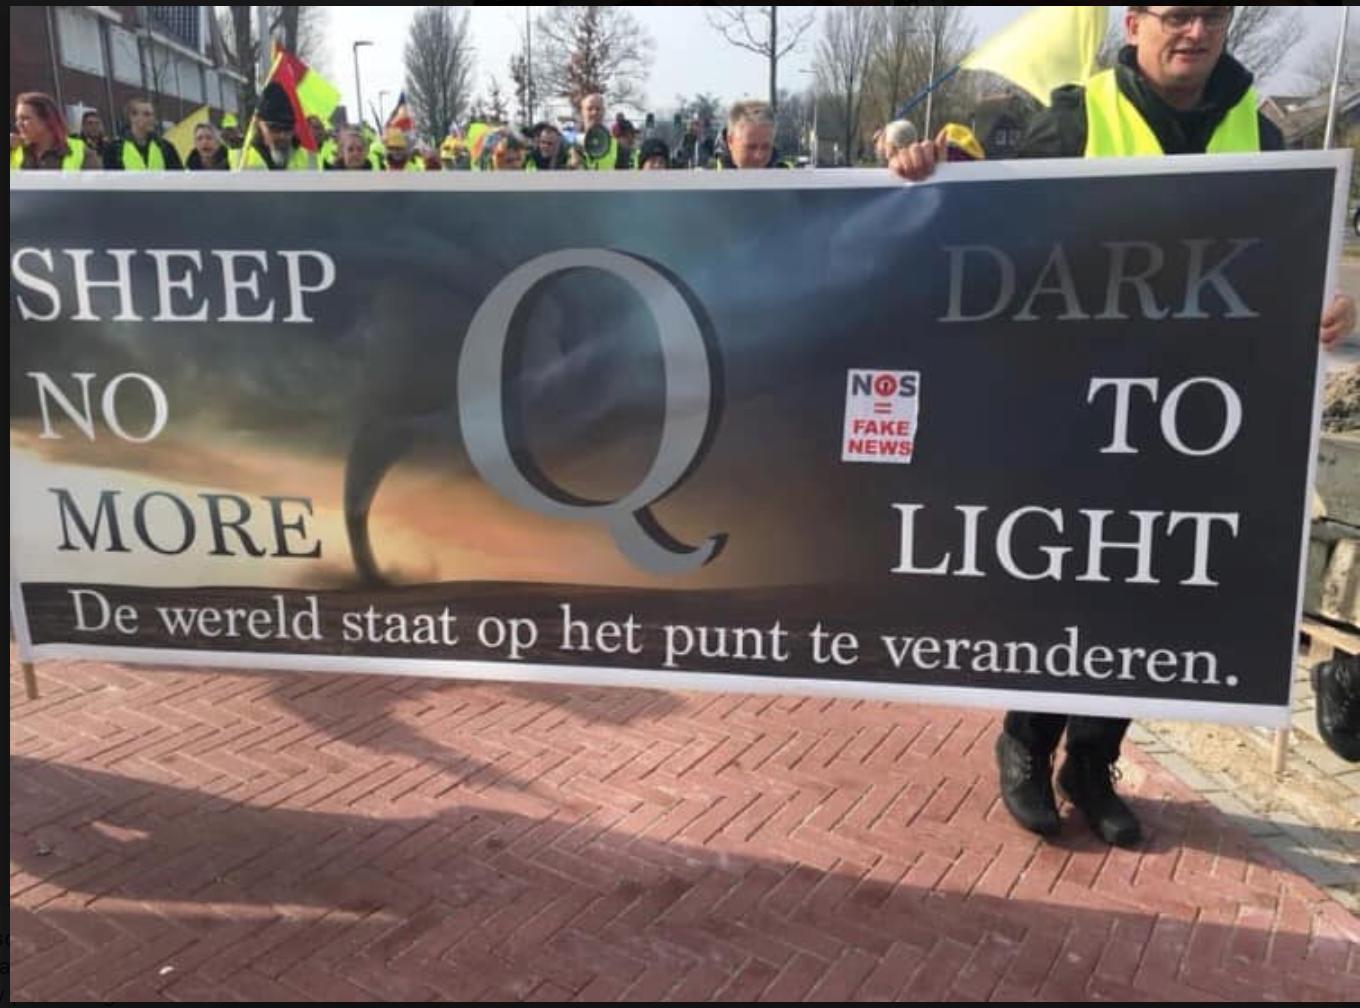 SHEEP
NO
MORE
Q
DARK
TO
LIGHT
NOS
=
FAKE
NEWS
De wereld staat op het punt te veranderen.